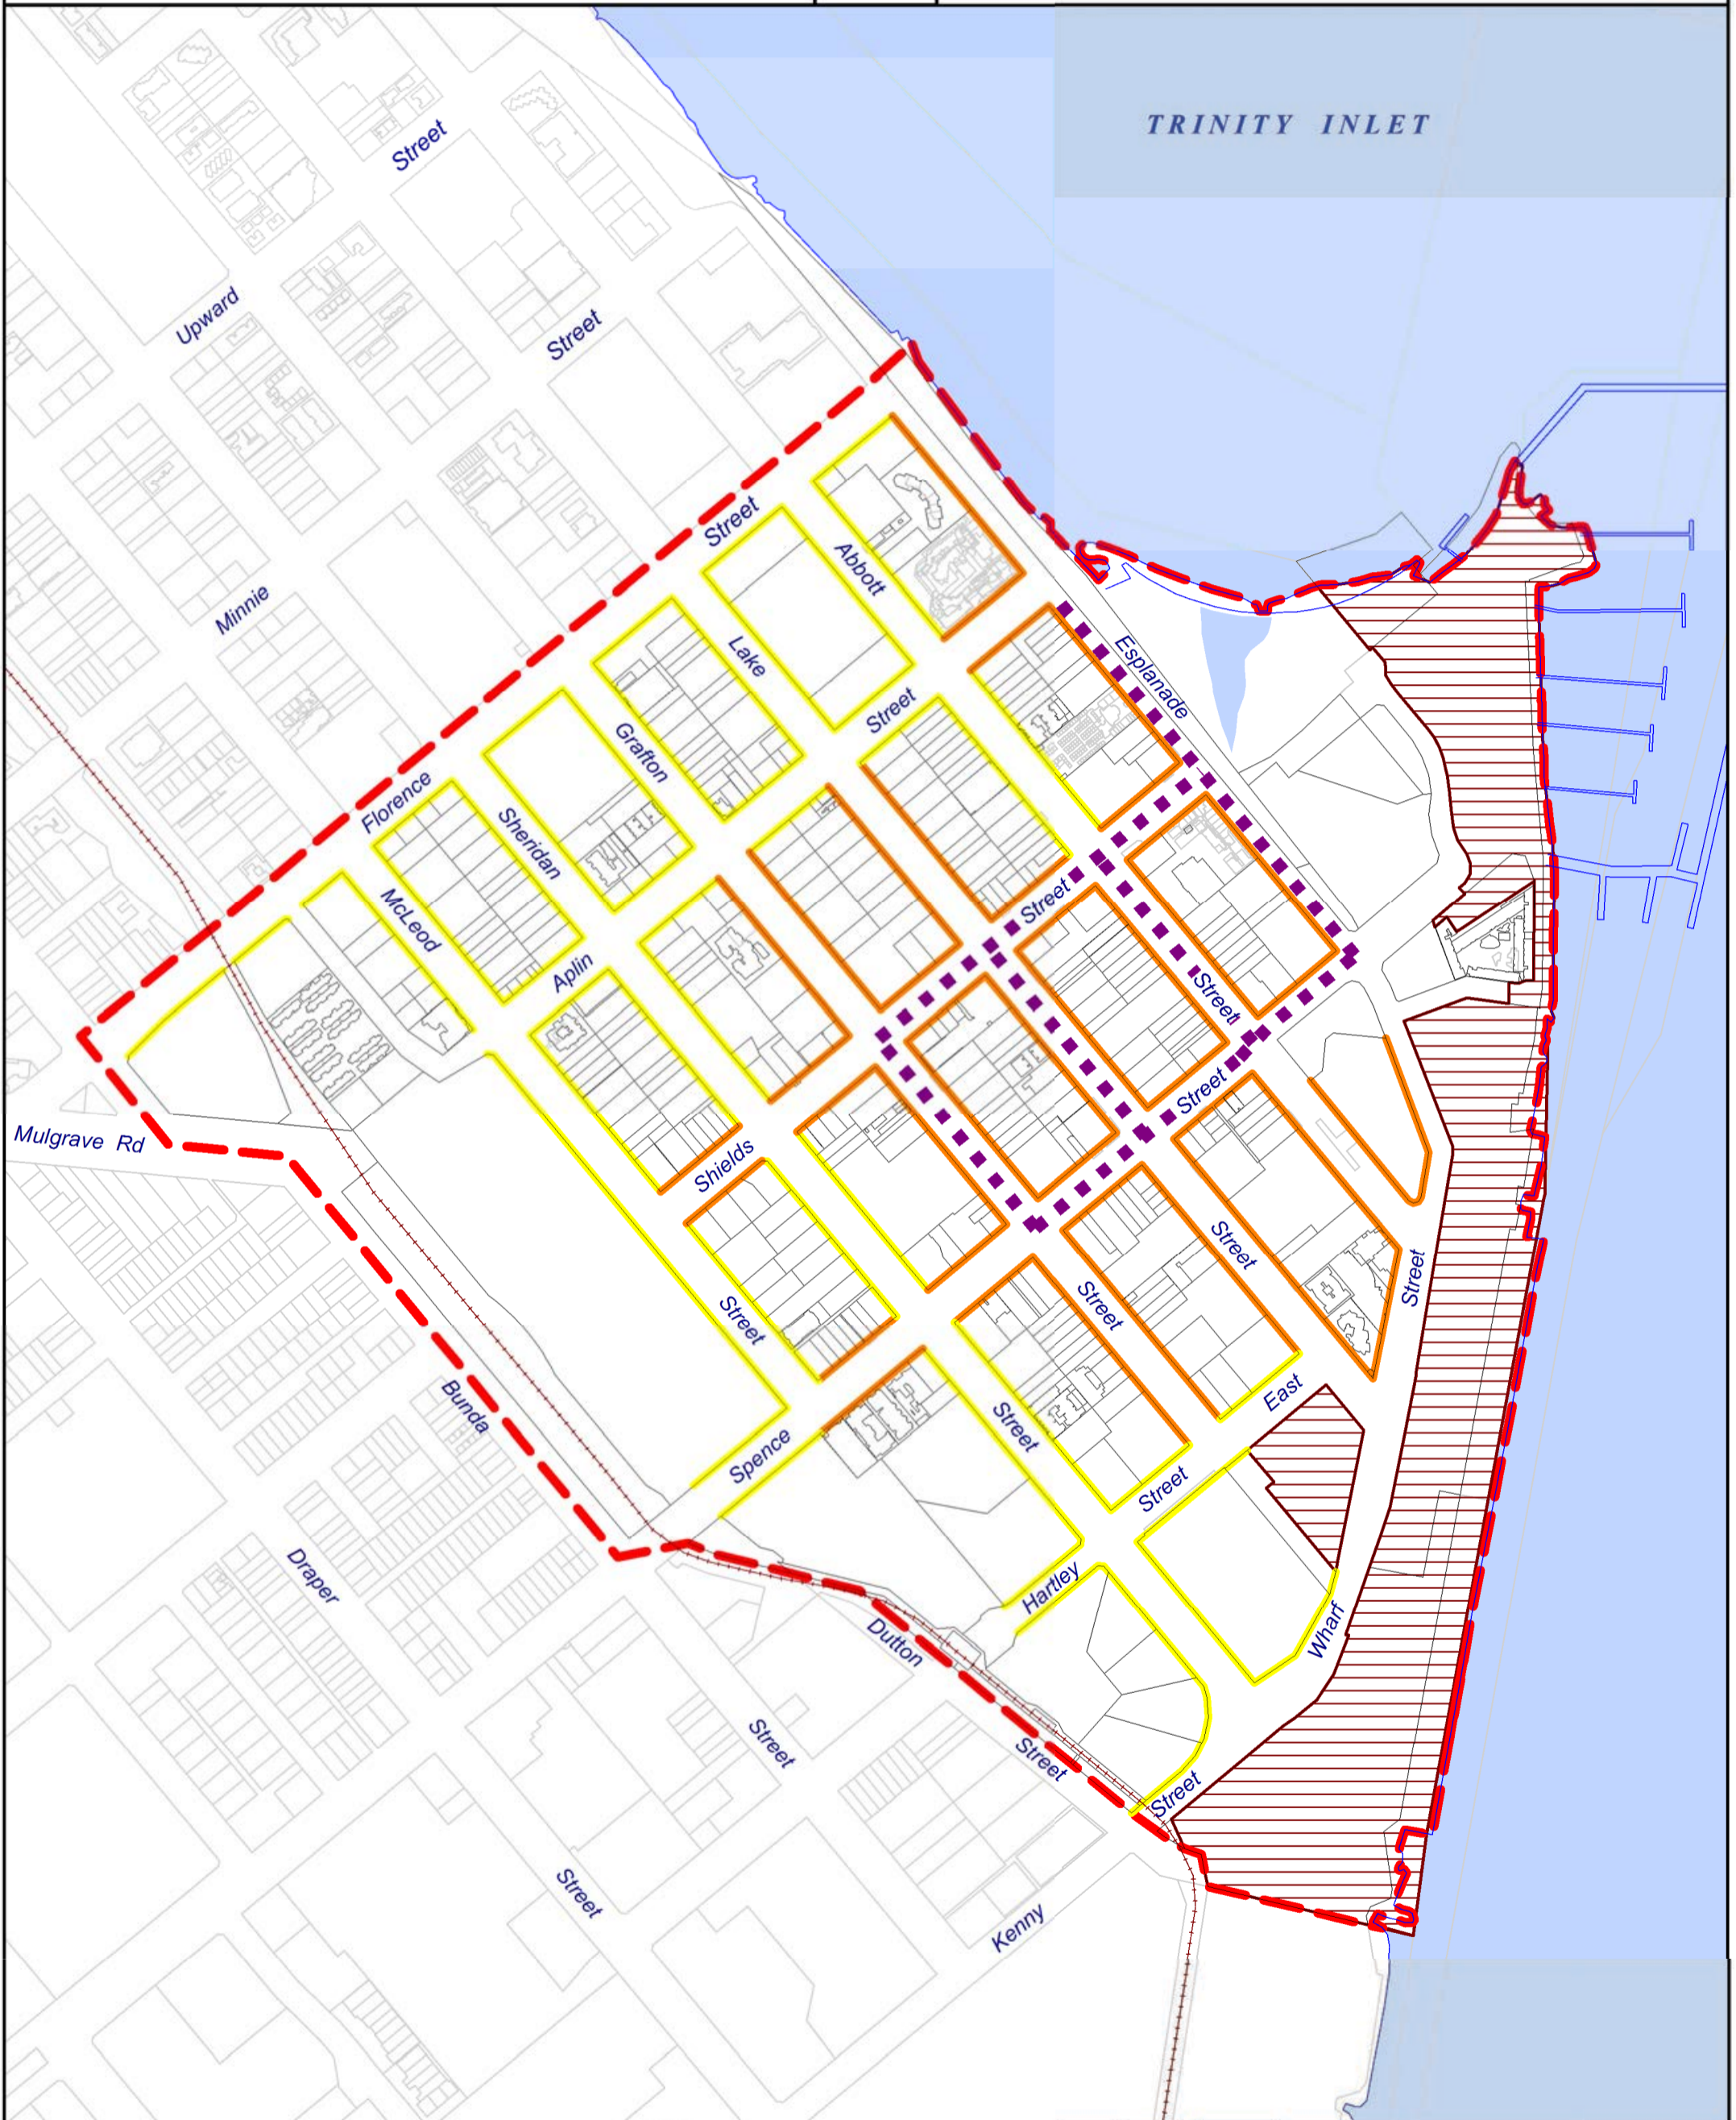 TRINITY INLET
Street
Upward
Street
Street
Abbott
Minnie
Lake
Esplanade
Street
Grafton
Florence
Sheridan
Street
McLeod
Aplin
Street
Mulgrave Rd
Shields
Street
Street
Street
Street
Street
Bunda
East
Spence
Street
Street
Draper
Hartley
Dutton
Wharf
Street
Street
Street
Street
Kenny